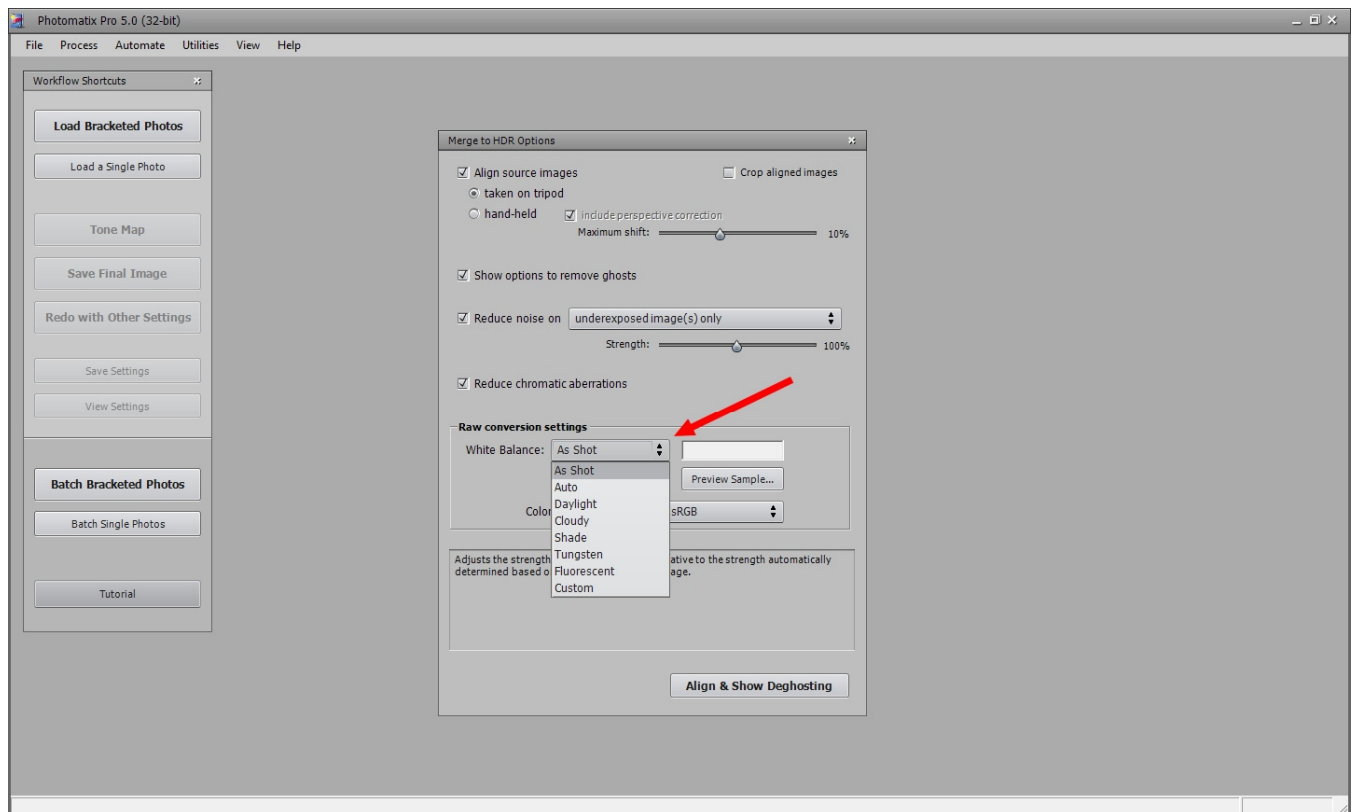 Photomatix Pro 5.0 (32-bit)
File Process Automate Utilities View Help
Workflow Shortcuts
Load Bracketed Photos
Load a Single Photo
Tone Map
Save Final Image
Redo with Other Settings
Save Settings
View Settings
Batch Bracketed Photos
Batch Single Photos
Tutorial
Merge to HDR Options
Align source images Crop aligned images
taken on tripod
hand-held include perspective correction
Maximum shift: 10%
Show options to remove ghosts
Reduce noise on underexposed image(s) only
Strength: 100%
Reduce chromatic aberrations
Raw conversion settings
White Balance: As Shot
As Shot
Auto
Daylight
Cloudy
Shade
Tungsten
Fluorescent
Custom
Preview Sample...
Color sRGB
Adjusts the strength ative to the strength automatically
determined based o age.
Align & Show Deghosting